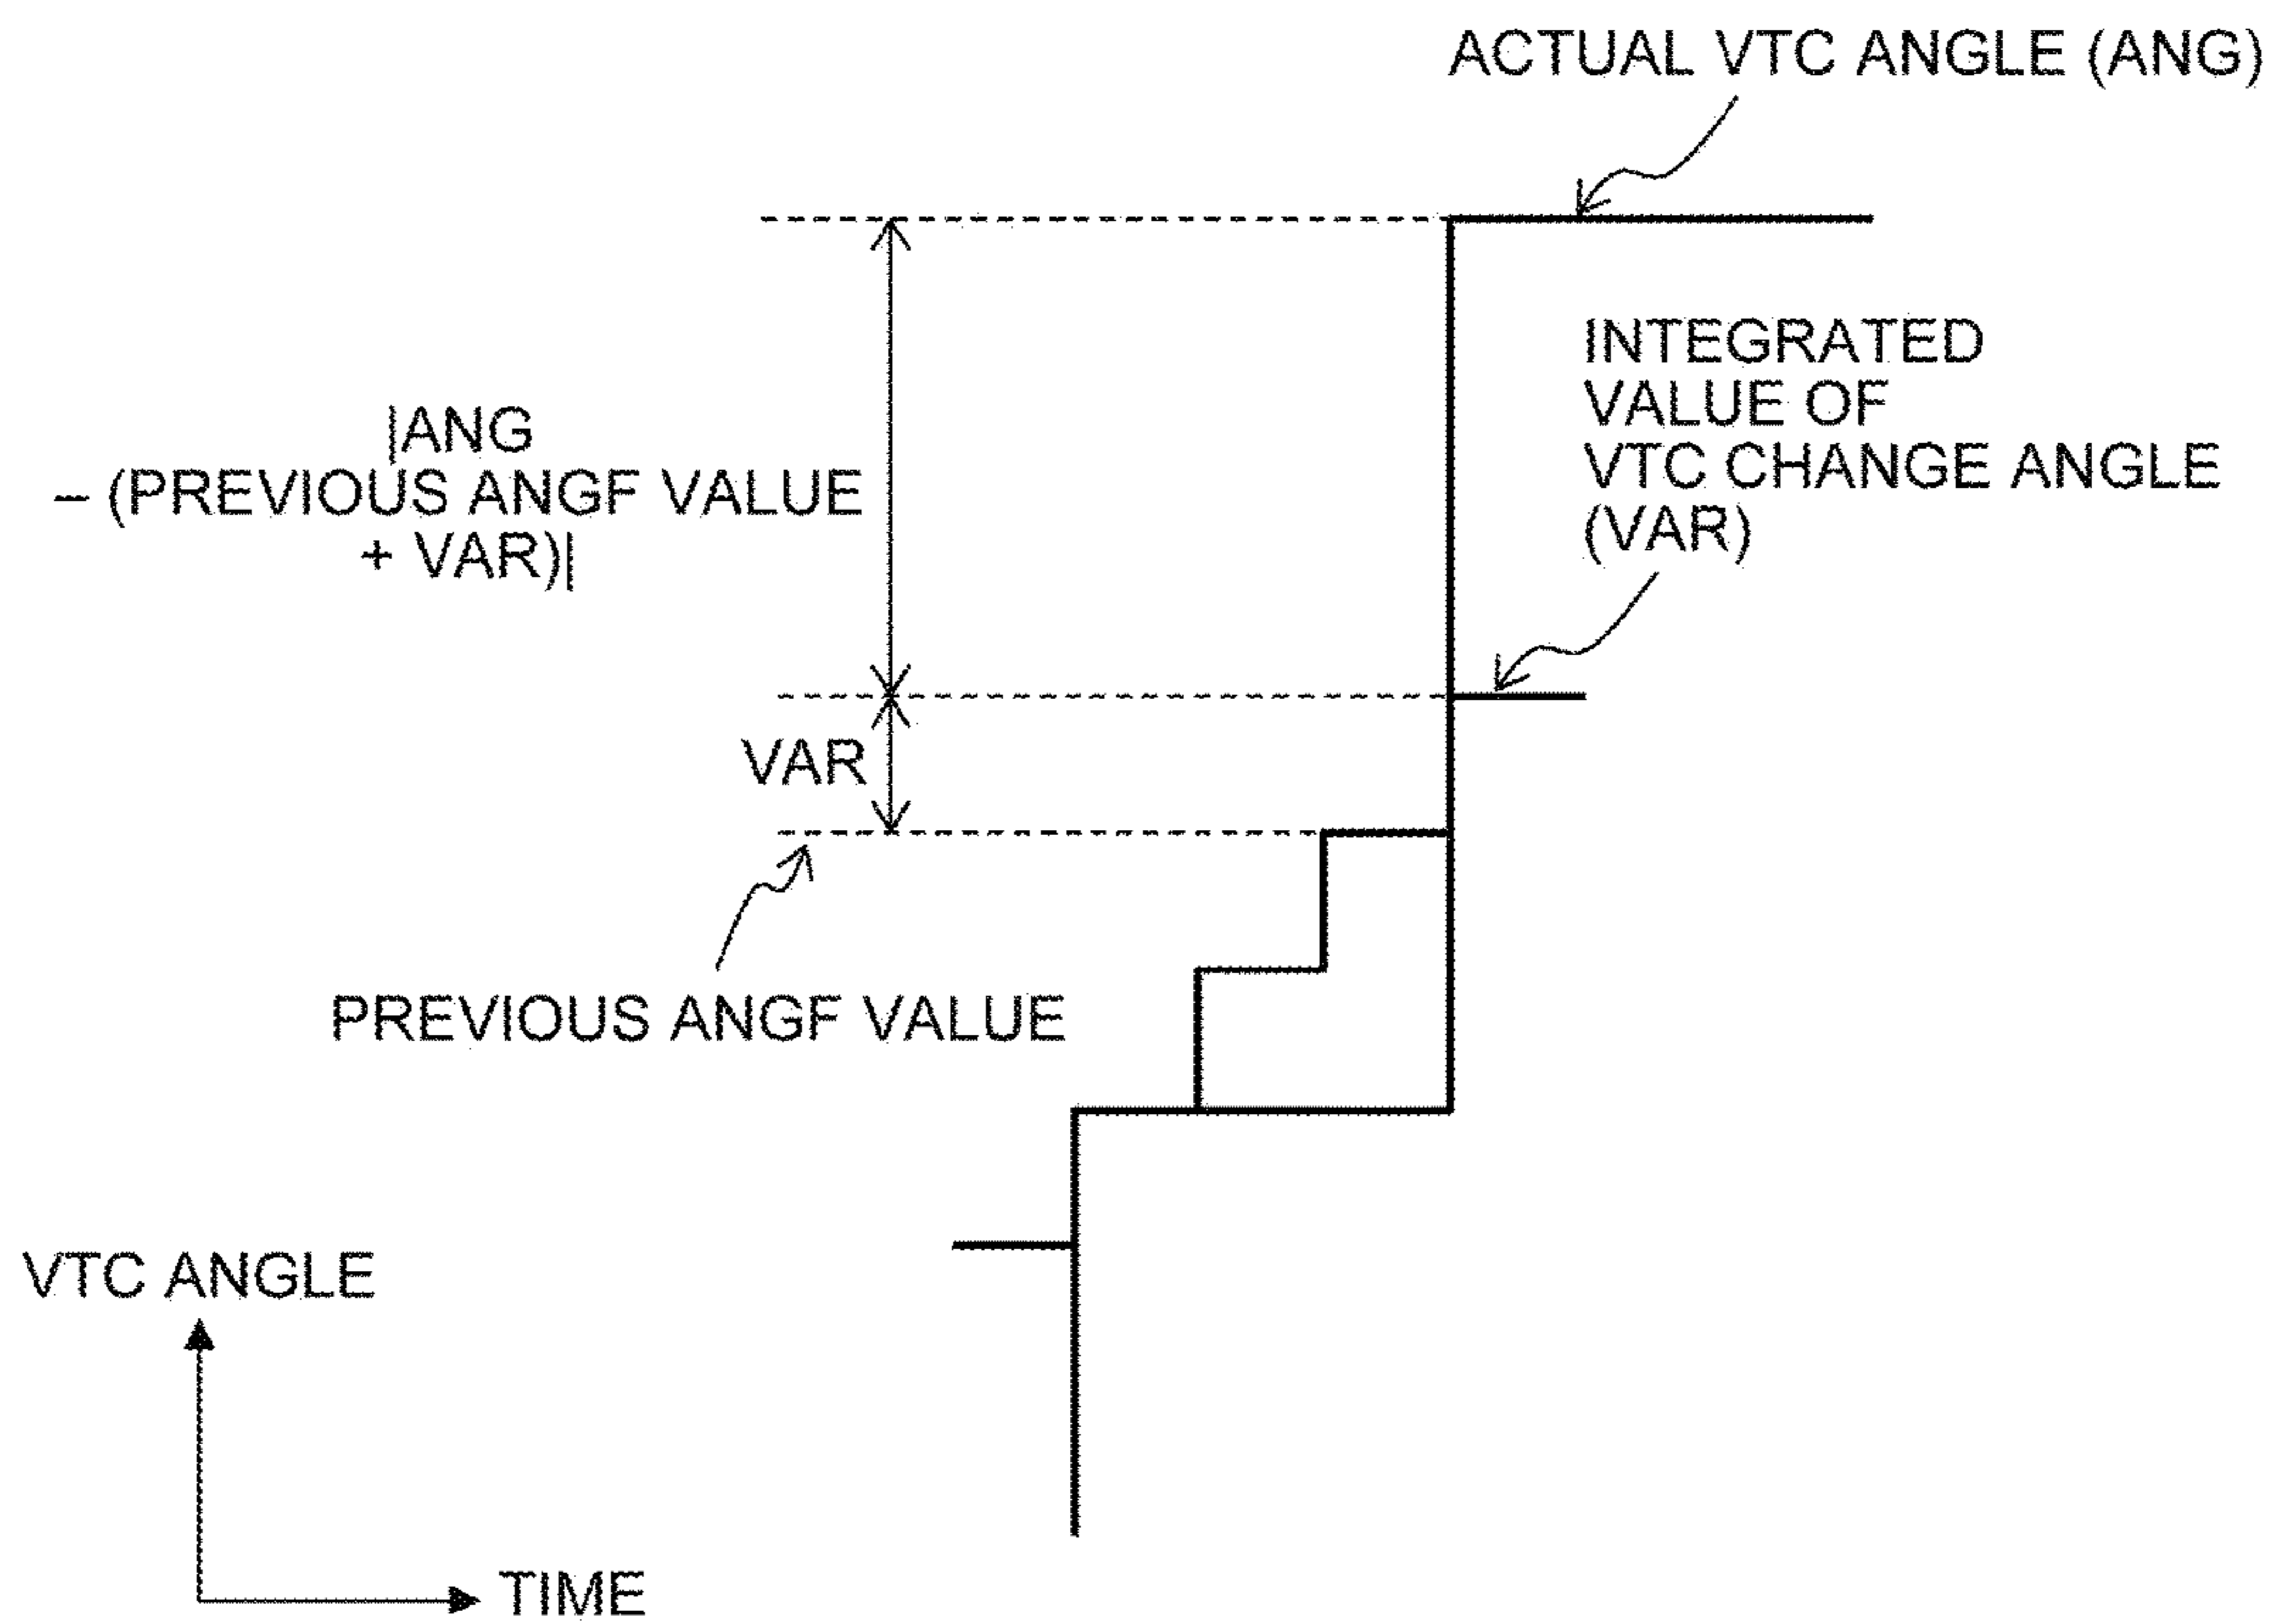 ACTUAL VTC ANGLE (ANG)
INTEGRATED
VALUE OF
VTC CHANGE ANGLE
(VAR)
|ANG
– (PREVIOUS ANGF VALUE
+ VAR)|
VAR
PREVIOUS ANGF VALUE
VTC ANGLE
TIME